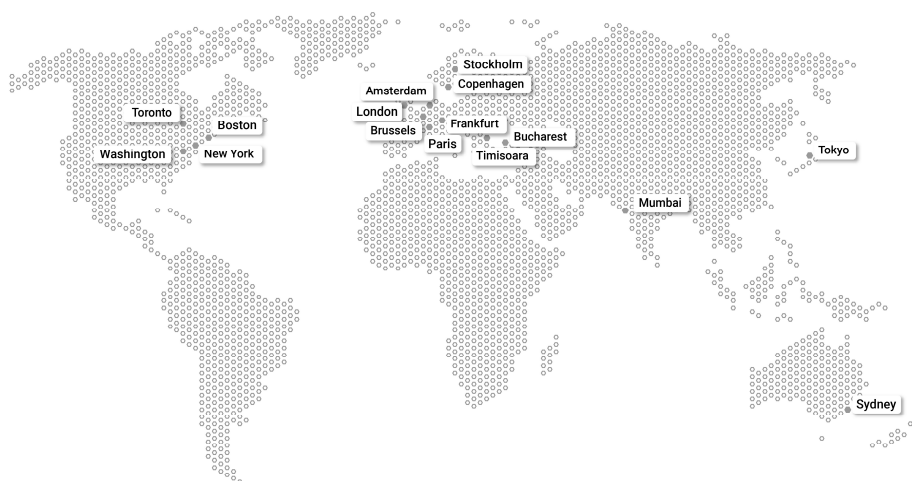 Stockholm
Copenhagen
Amsterdam
London
Toronto
Boston
Frankfurt
Brussels
Bucharest
Paris
Washington
New York
Timisoara
Tokyo
Mumbai
Sydney